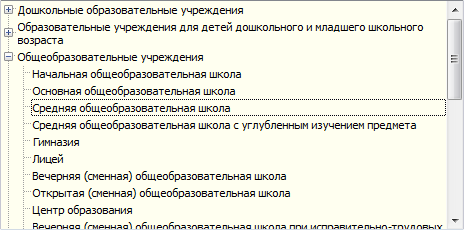 Дошкольные образовательные учреждения
Образовательные учреждения для детей дошкольного и младшего школьного
возраста
Общеобразовательные учреждения
Начальная общеобразовательная школа
Основная общеобразовательная школа
Средняя общеобразовательная школа
Средняя общеобразовательная школа с углубленным изучением предмета
Гимназия
Лицей
Вечерняя (сменная) общеобразовательная школа
Открытая (сменная) общеобразовательная школа
Центр образования
Вечерняя (сменная) общеобразовательная школа при исправительно-трудовых